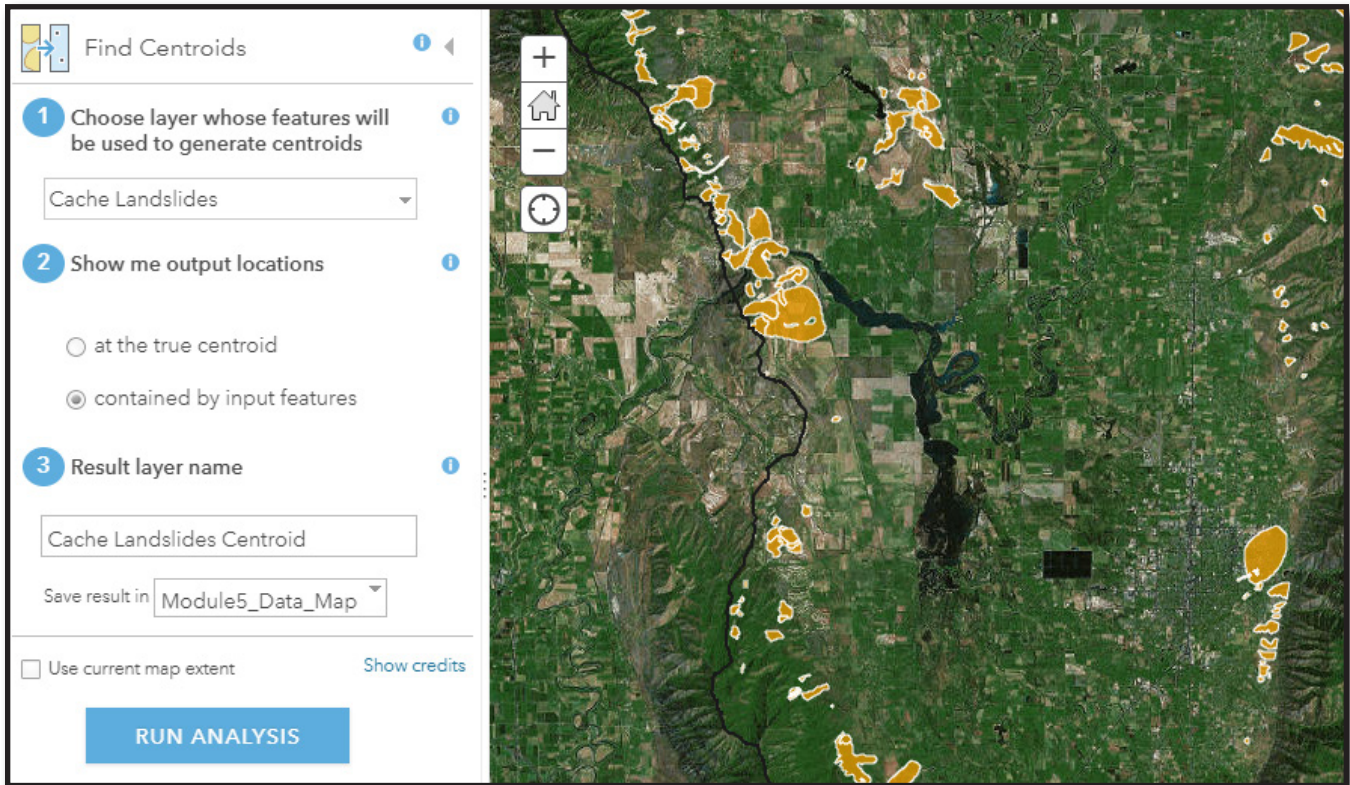 Find Centroids
1 Choose layer whose features will
be used to generate centroids
Cache Landslides
2 Show me output locations
at the true centroid
contained by input features
3 Result layer name
Cache Landslides Centroid
Save result in Module5_Data_Map
Use current map extent Show credits
RUN ANALYSIS